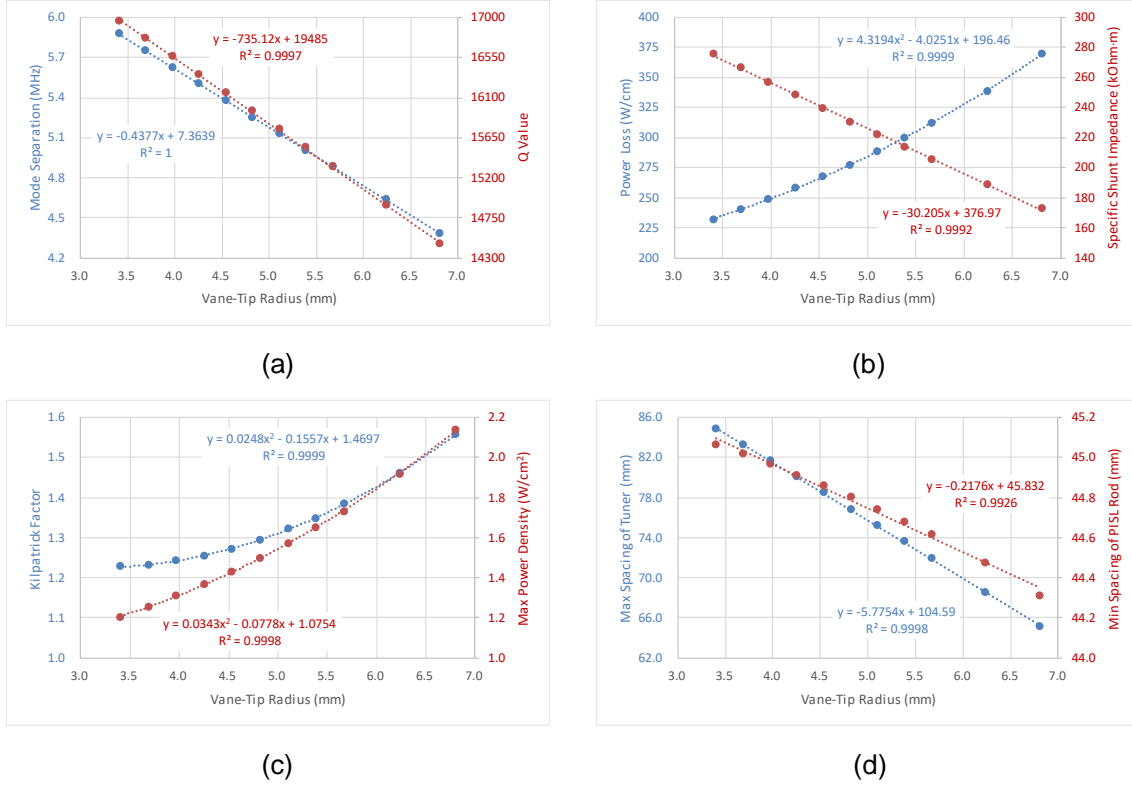 6.0
5.7
5.4
5.1
4.8
4.5
4.2
Mode Separation (MHz)
y = -735.12x + 19485
R² = 0.9997
y = -0.4377x + 7.3639
R² = 1
17000
16550
16100
15650
15200
14750
14300
Q Value
3.0 3.5 4.0 4.5 5.0 5.5 6.0 6.5 7.0
Vane-Tip Radius (mm)
(a)
400
375
350
325
300
275
250
225
200
Power Loss (W/cm)
y = 4.3194x² - 4.0251x + 196.46
R² = 0.9999
y = -30.205x + 376.97
R² = 0.9992
300
280
260
240
220
200
180
160
140
Specific Shunt Impedance (kOhm·m)
3.0 3.5 4.0 4.5 5.0 5.5 6.0 6.5 7.0
Vane-Tip Radius (mm)
(b)
1.6
1.5
1.4
1.3
1.2
1.1
1.0
Kilpatrick Factor
y = 0.0248x² - 0.1557x + 1.4697
R² = 0.9999
y = 0.0343x² - 0.0778x + 1.0754
R² = 0.9998
2.2
2.0
1.8
1.6
1.4
1.2
1.0
Max Power Density (W/cm²)
3.0 3.5 4.0 4.5 5.0 5.5 6.0 6.5 7.0
Vane-Tip Radius (mm)
(c)
86.0
82.0
78.0
74.0
70.0
66.0
62.0
Max Spacing of Tuner (mm)
y = -0.2176x + 45.832
R² = 0.9926
y = -5.7754x + 104.59
R² = 0.9998
45.2
45.0
44.8
44.6
44.4
44.2
44.0
Min Spacing of PISL Rod (mm)
3.0 3.5 4.0 4.5 5.0 5.5 6.0 6.5 7.0
Vane-Tip Radius (mm)
(d)